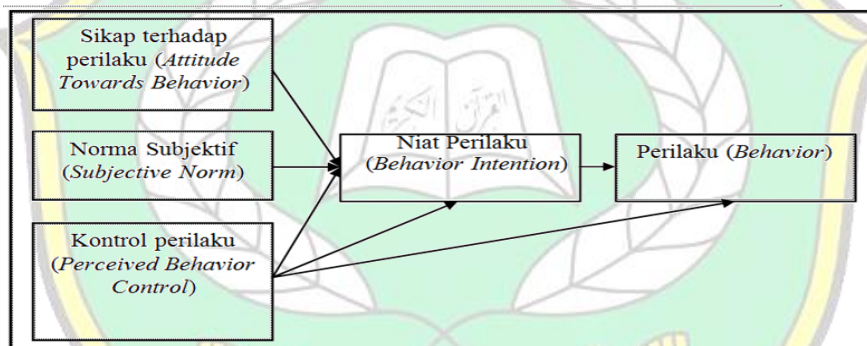 Sikap terhadap
perilaku (Attitude
Towards Behavior)
Norma Subjektif
(Subjective Norm)
Kontrol perilaku
(Perceived Behavior
Control)
Niat Perilaku
(Behavior Intention)
Perilaku (Behavior)